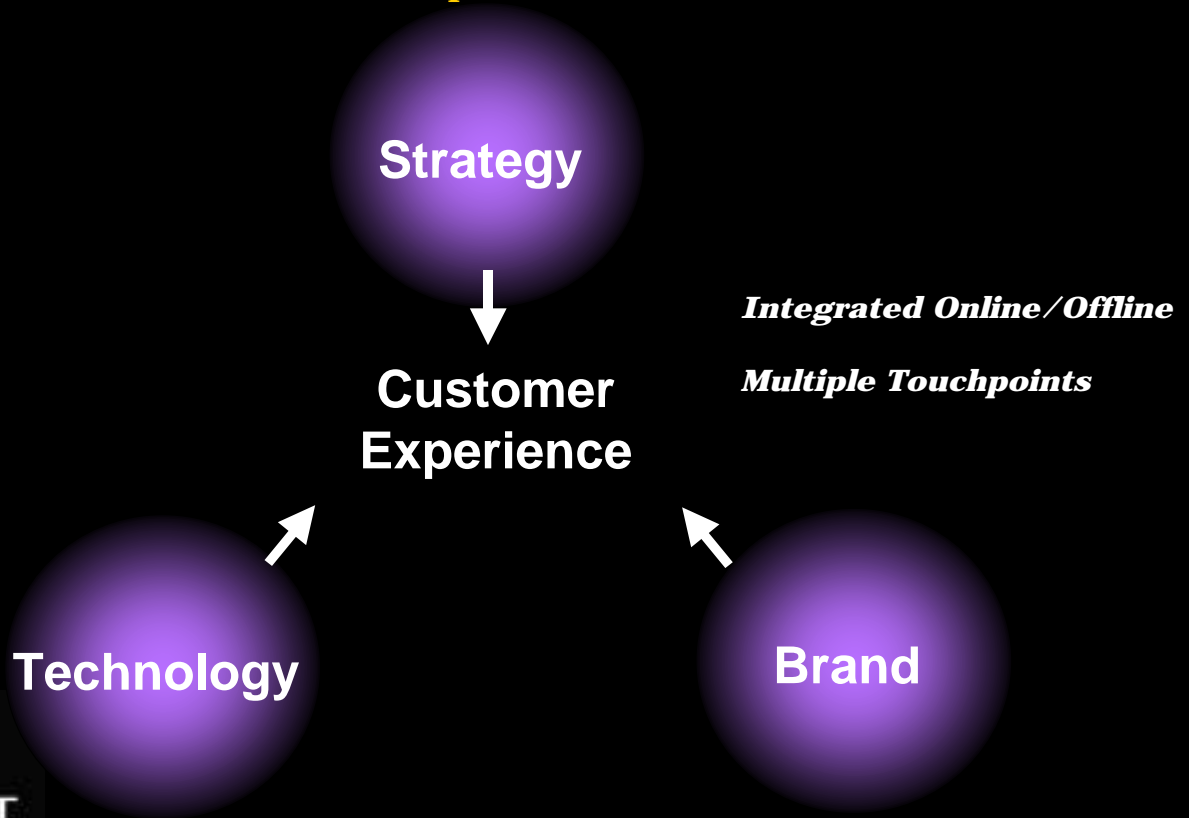 Strategy
Integrated Online/Offline
Customer
Multiple Touchpoints
Experience
Technology
Brand